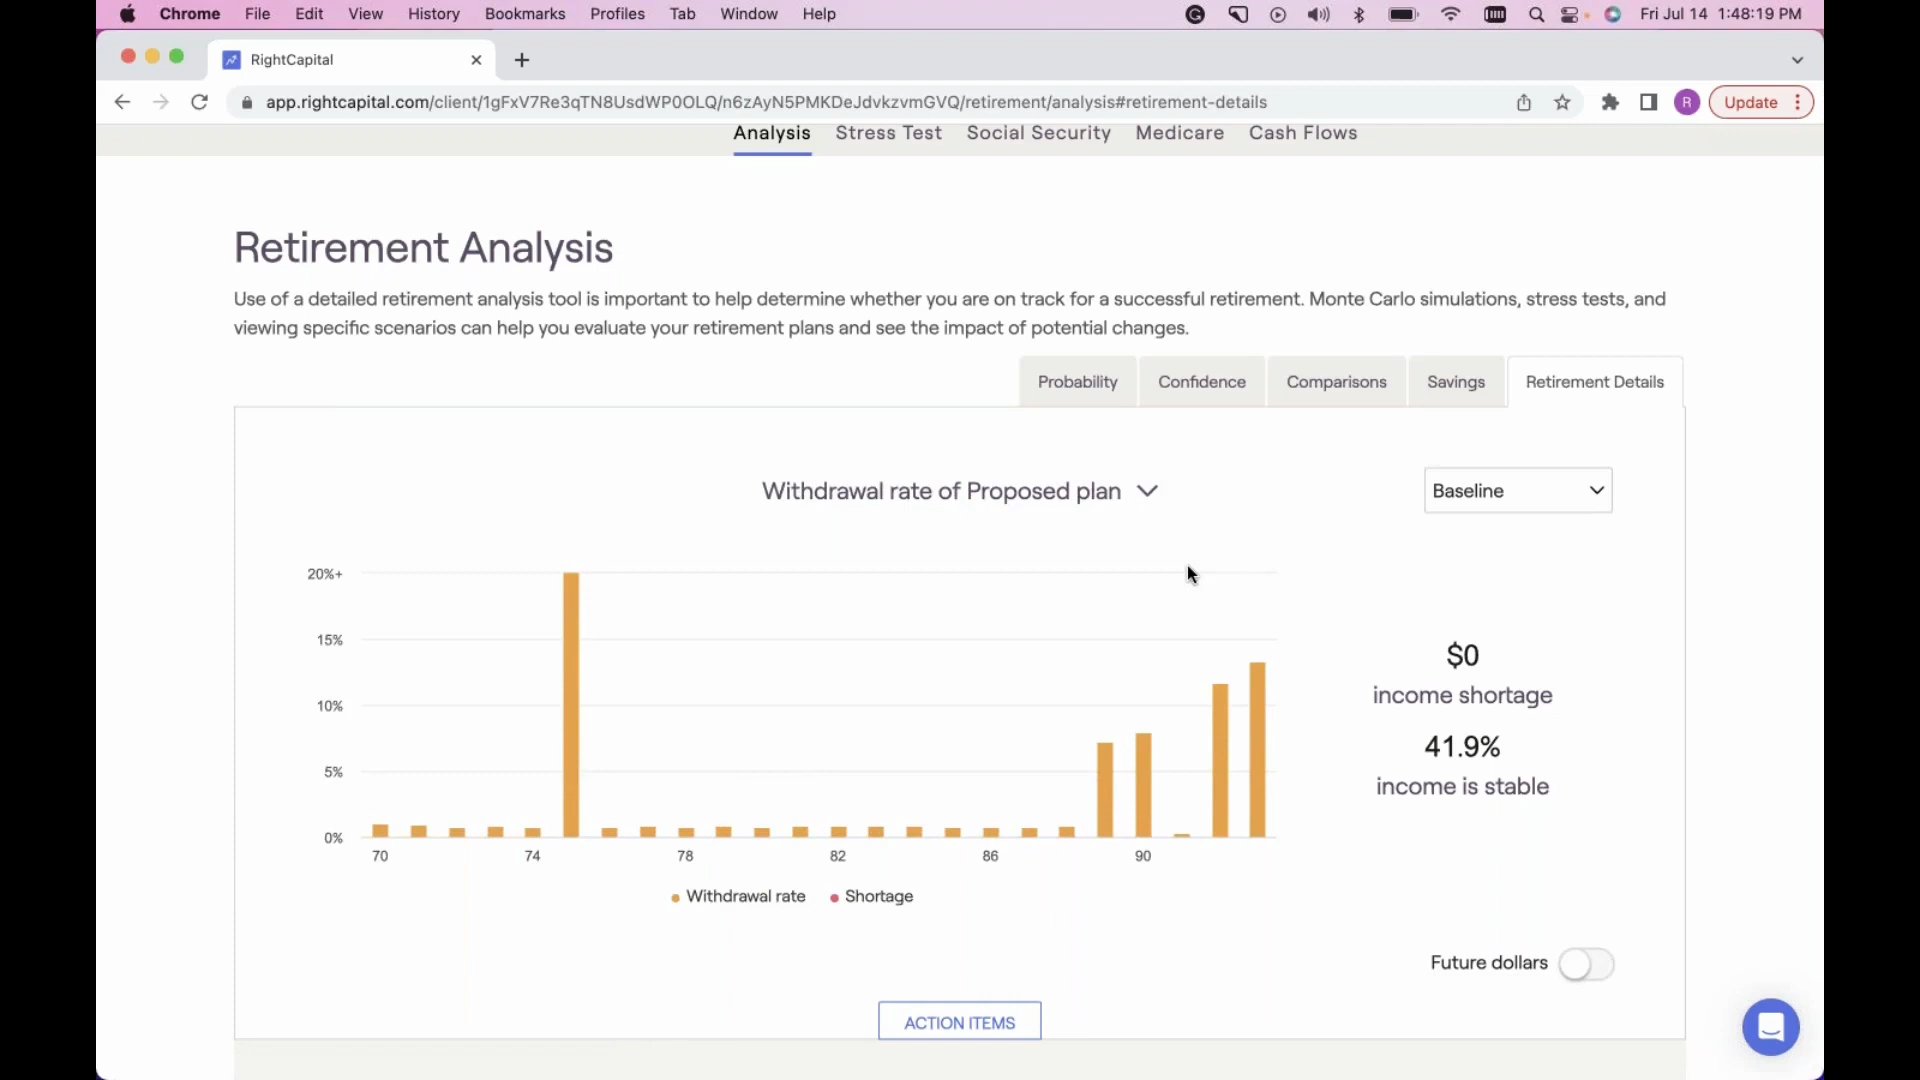 Chrome File Edit View History Bookmarks Profiles Tab Window Help Fri Jul 14 1:48:19 PM
RightCapital
app.rightcapital.com/client/1gFxV7Re3qTN8UsdWP0OLQ/n6zAyN5PMKDeJdvkzvmGVQ/retirement/analysis#retirement-details R Update
Analysis Stress Test Social Security Medicare Cash Flows
Retirement Analysis
Use of a detailed retirement analysis tool is important to help determine whether you are on track for a successful retirement. Monte Carlo simulations, stress tests, and
viewing specific scenarios can help you evaluate your retirement plans and see the impact of potential changes.
Probability Confidence Comparisons Savings Retirement Details
Withdrawal rate of Proposed plan Baseline
20%+
15%
10%
5%
0%
70 74 78 82 86 90
Withdrawal rate Shortage
$0
income shortage
41.9%
income is stable
Future dollars
ACTION ITEMS